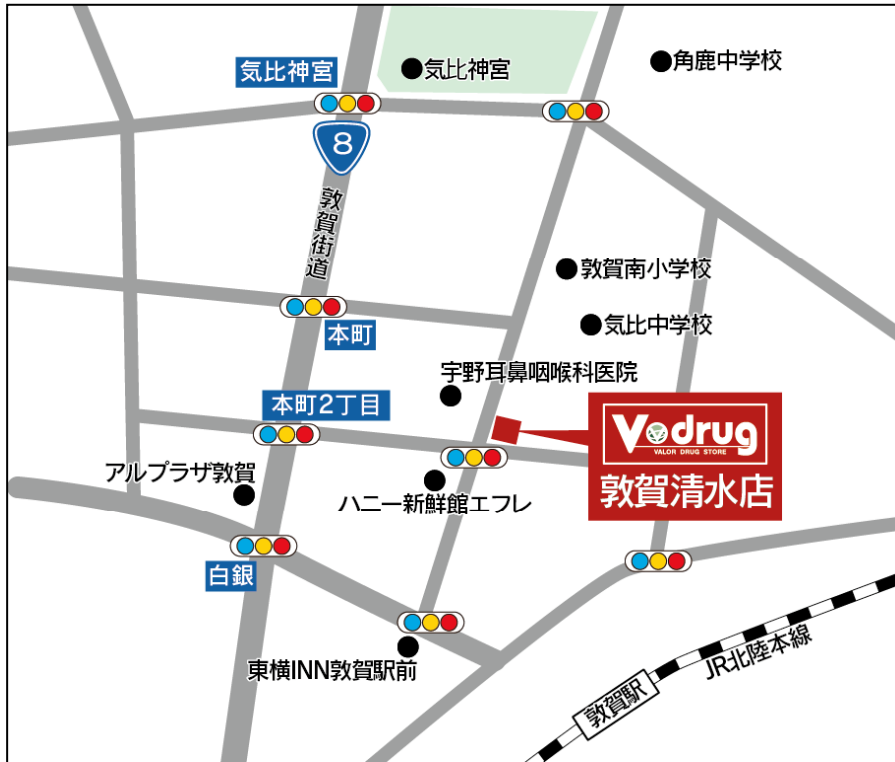 気比神宮
気比神宮
角鹿中学校
8
敦賀街道
敦賀南小学校
本町
気比中学校
宇野耳鼻咽喉科医院
本町2丁目
V drug
VALOR DRUG STORE
敦賀清水店
アルプラザ敦賀
ハニー新鮮館エフレ
白銀
東横INN敦賀駅前
JR北陸本線
敦賀駅